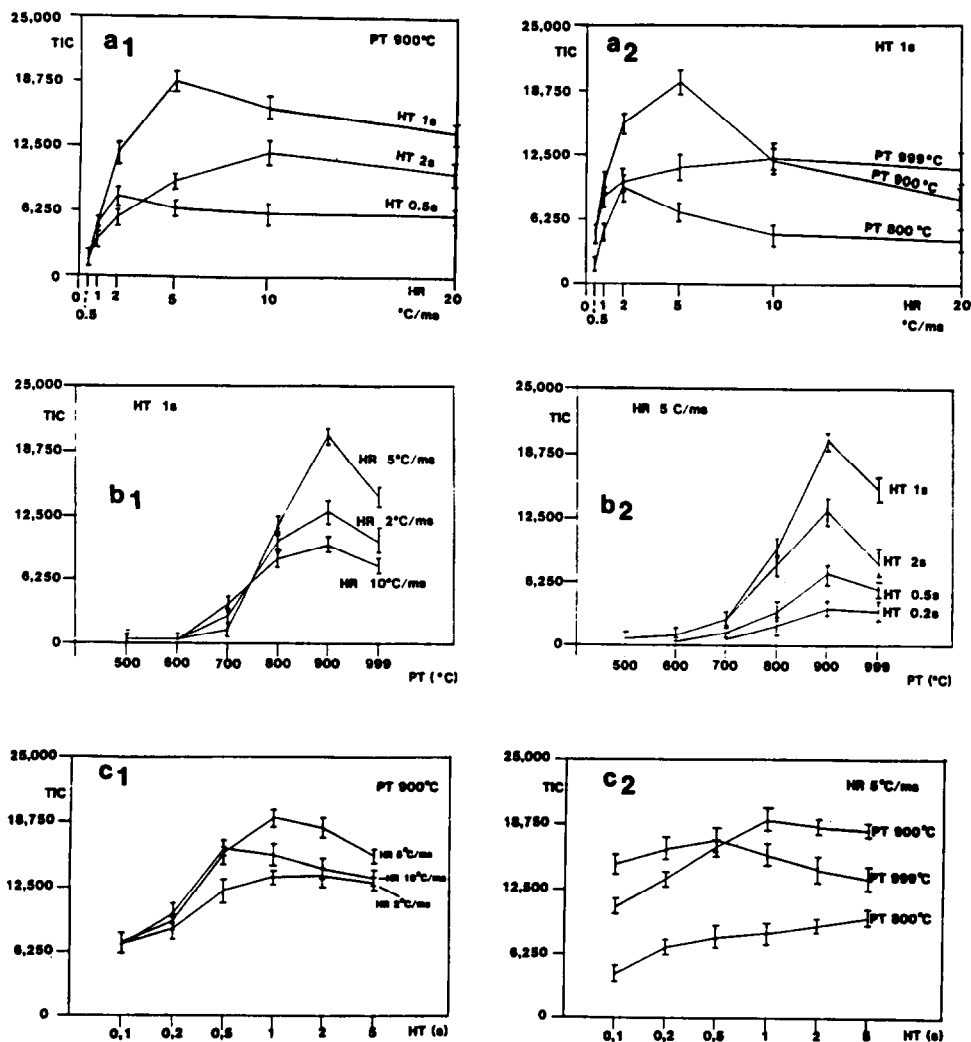 25,000
TIC
a1
PT 900°C
18,750
HT 1s
12,500
HT 2s
6,250
HT 0.5s
0
0 0.5 1 2 5 10 HR 20
°C/ms
25,000
TIC
a2
HT 1s
18,750
12,500
PT 999°C
PT 900°C
6,250
PT 800°C
0
0 0.5 1 2 5 10 HR 20
°C/ms
25,000
TIC
HT 1s
18,750
HR 5°C/ms
b1
12,500
HR 2°C/ms
6,250
HR 10°C/ms
0
500 600 700 800 900 999
PT (°C)
25,000
TIC
HR 5 C/ms
18,750
b2
HT 1s
12,500
HT 2s
6,250
HT 0.5s
HT 0.2s
0
500 600 700 800 900 999
PT (°C)
25,000
TIC
c1
PT 900°C
18,750
HR 5°C/ms
12,500
HR 10°C/ms
HR 2°C/ms
6,250
0
0,1 0,2 0,5 1 2 5 HT (s)
25,000
TIC
c2
HR 5°C/ms
18,750
PT 900°C
12,500
PT 999°C
6,250
PT 800°C
0
0,1 0,2 0,5 1 2 5 HT (s)